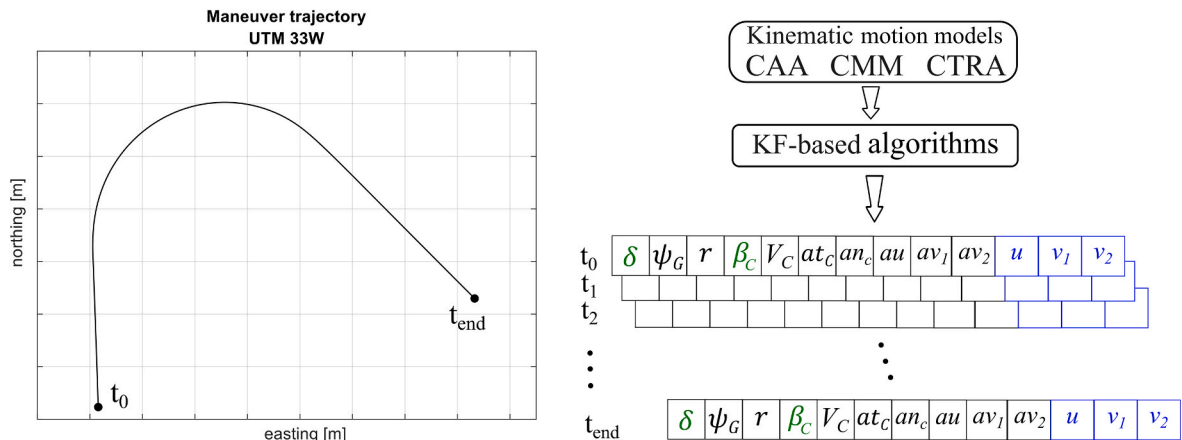 Maneuver trajectory
UTM 33W
northing [m]
t0
tend
easting [m]
Kinematic motion models
CAA CMM CTRA
KF-based algorithms
t0 δ ψG r βC VC atC anc au av1 av2 u v1 v2
t1
t2
tend δ ψG r βC VC atC anc au av1 av2 u v1 v2